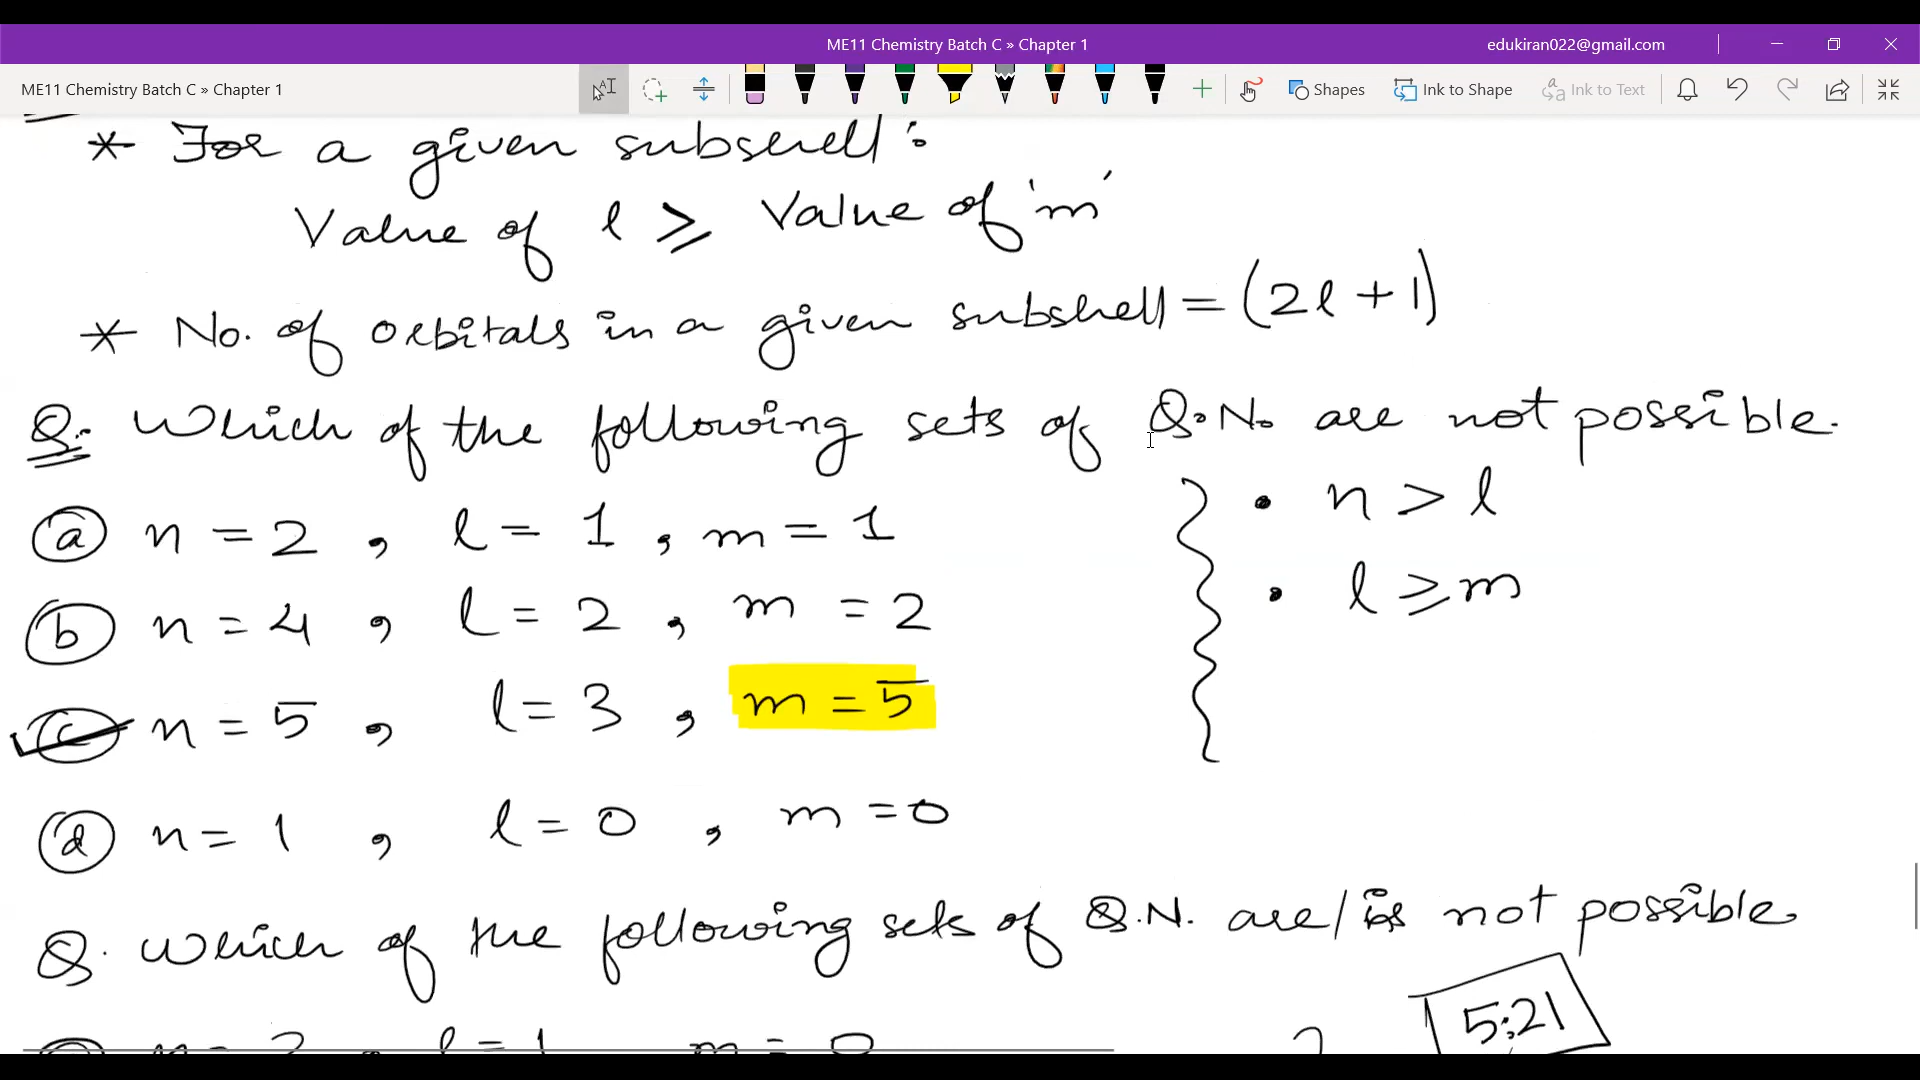 ME11 Chemistry Batch C » Chapter 1
edukiran022@gmail.com
ME11 Chemistry Batch C » Chapter 1
Shapes
Ink to Shape
Ink to Text
* For a given subshell :
Value of l ⩾ Value of 'm'
* No. of orbitals in a given subshell = (2l + 1)
Q:- Which of the following sets of Q.No. are not possible.
(a) n = 2 , l = 1 , m = 1
(b) n = 4 , l = 2 , m = 2
(c) n = 5 , l = 3 , m = 5
(d) n = 1 , l = 0 , m = 0
• n > l
• l ⩾ m
Q. Which of the following sets of Q.N. are/is not possible
5:21